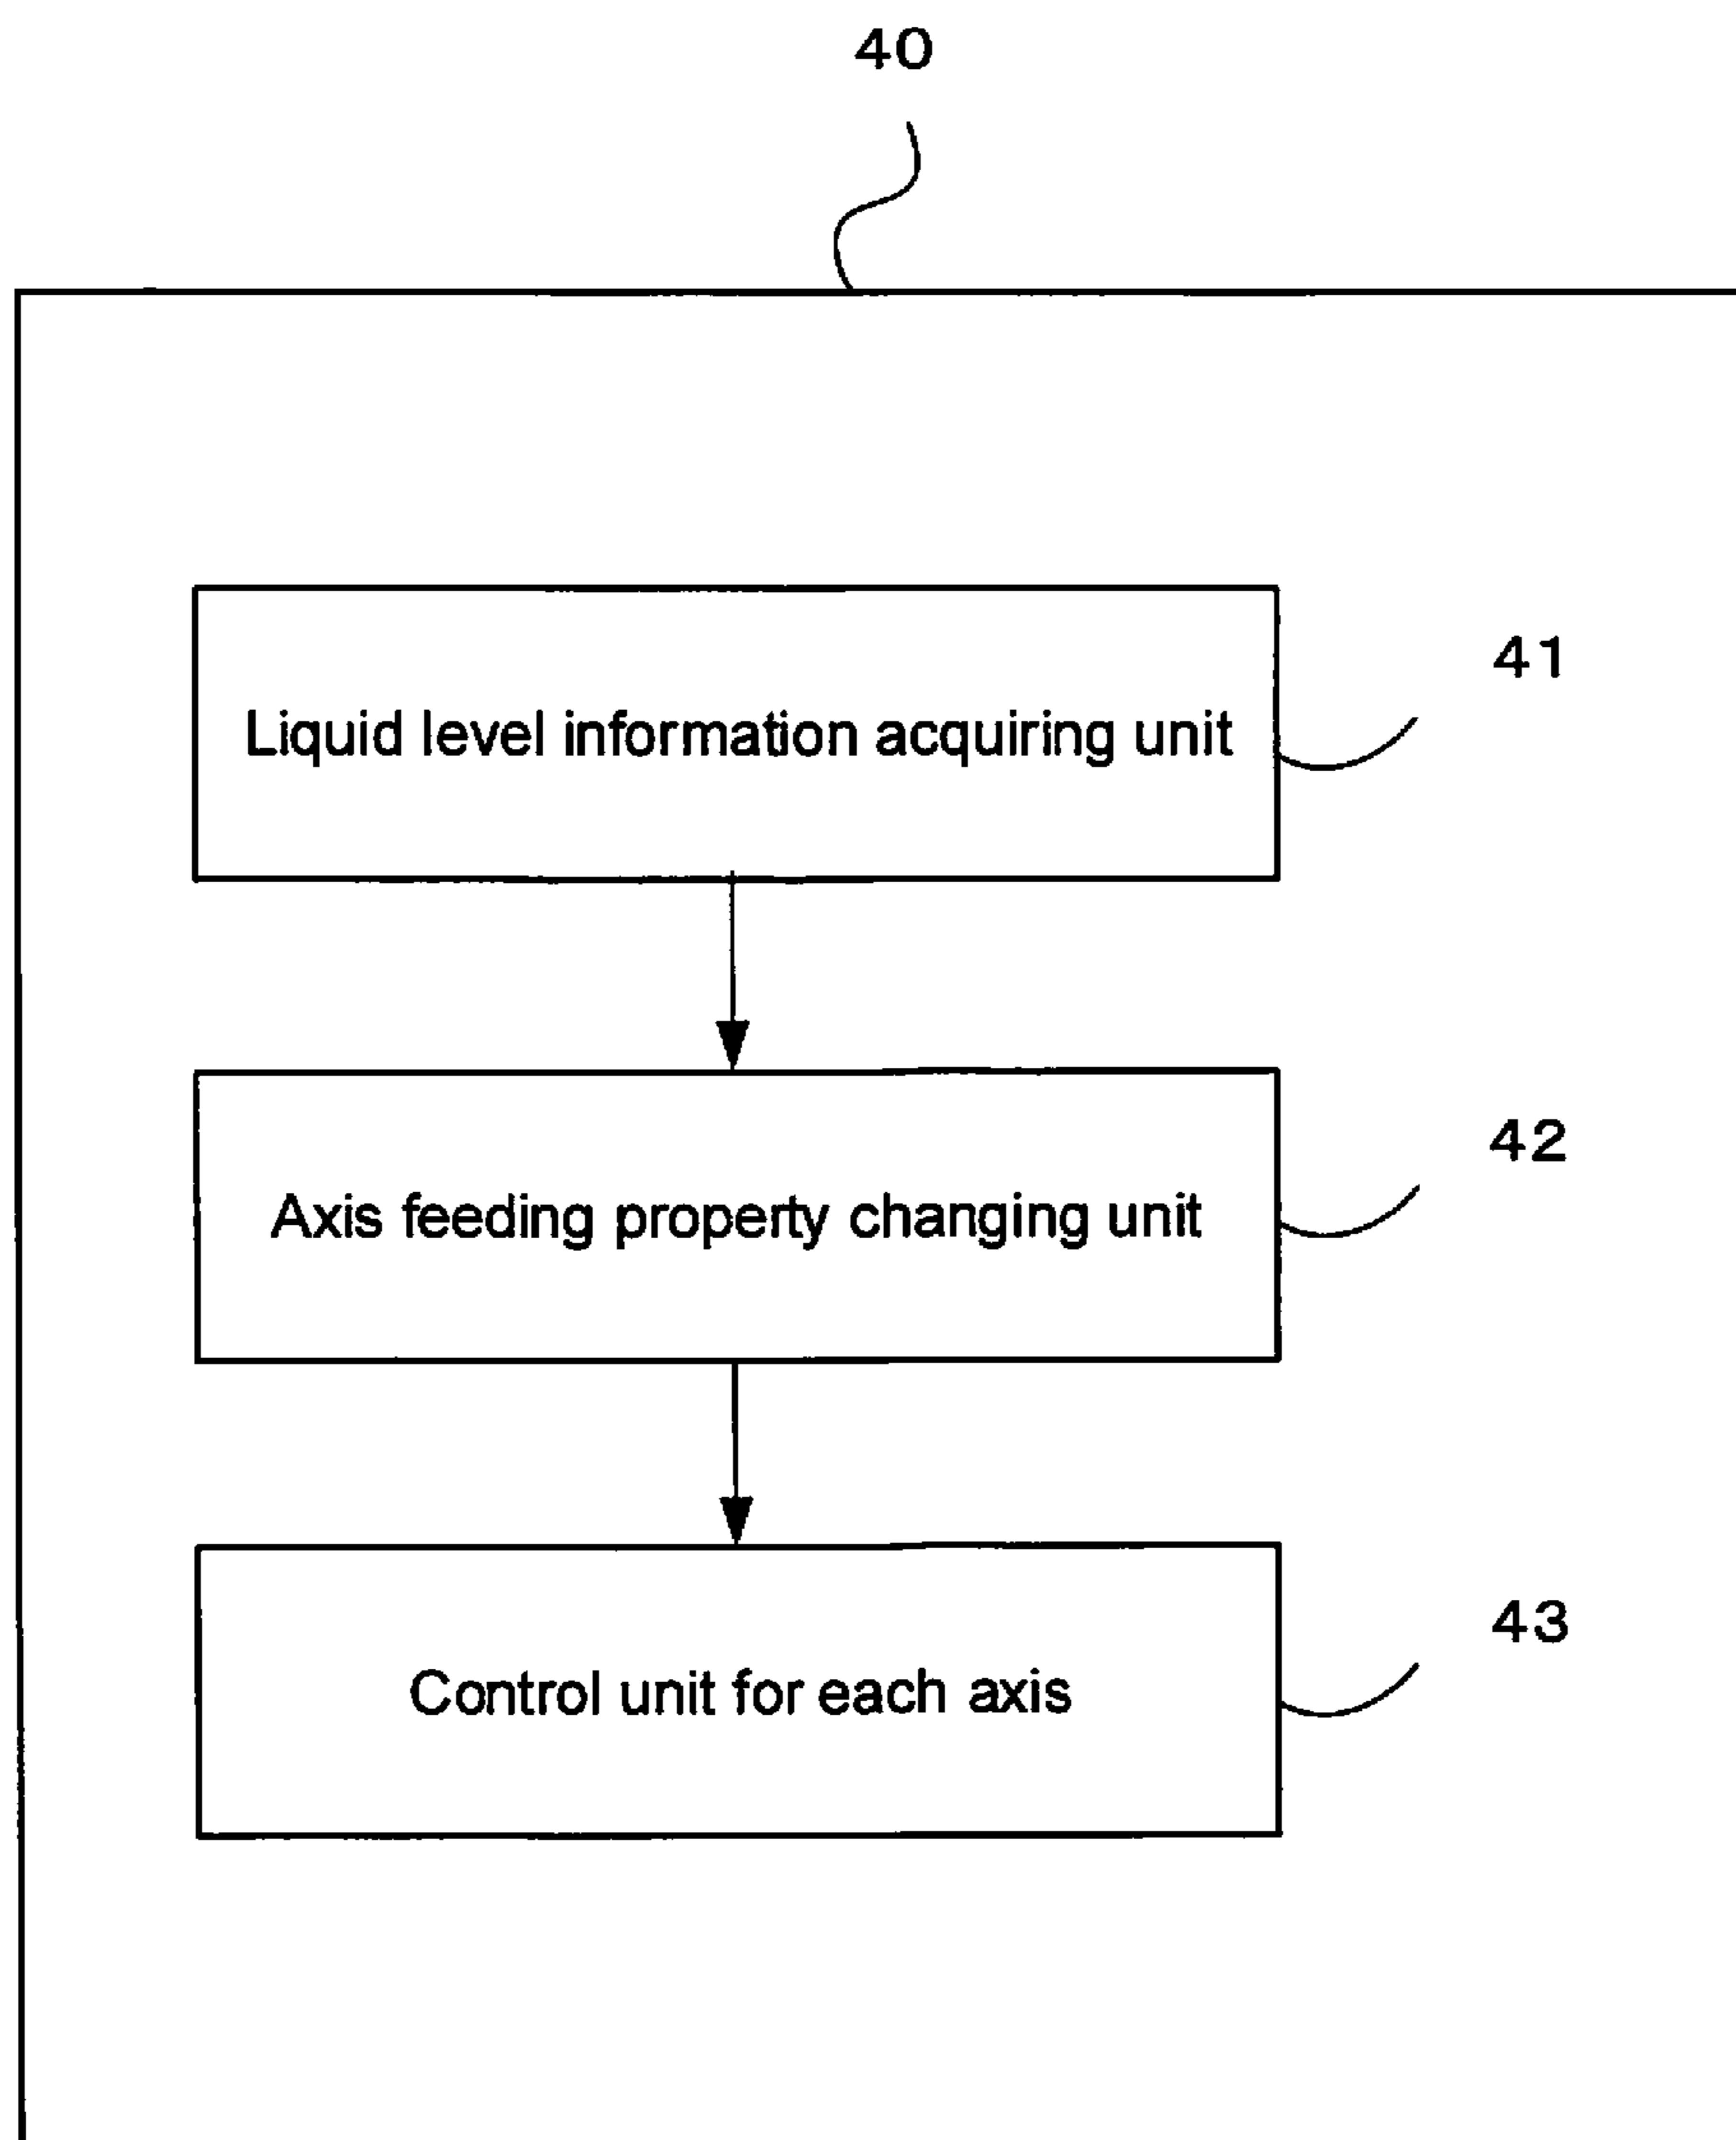 40
Liquid level information acquiring unit
41
Axis feeding property changing unit
42
Control unit for each axis
43